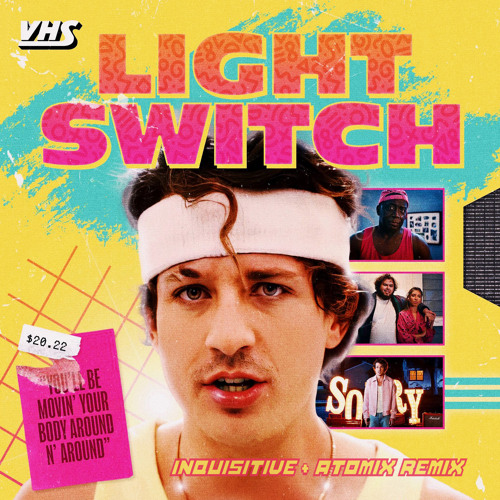 VHS
LIGHT
SWITCH
$20.22
"YOU'LL BE
MOVIN' YOUR
BODY AROUND
N' AROUND"
SORRY
INQUISITIVE + ATOMIX REMIX